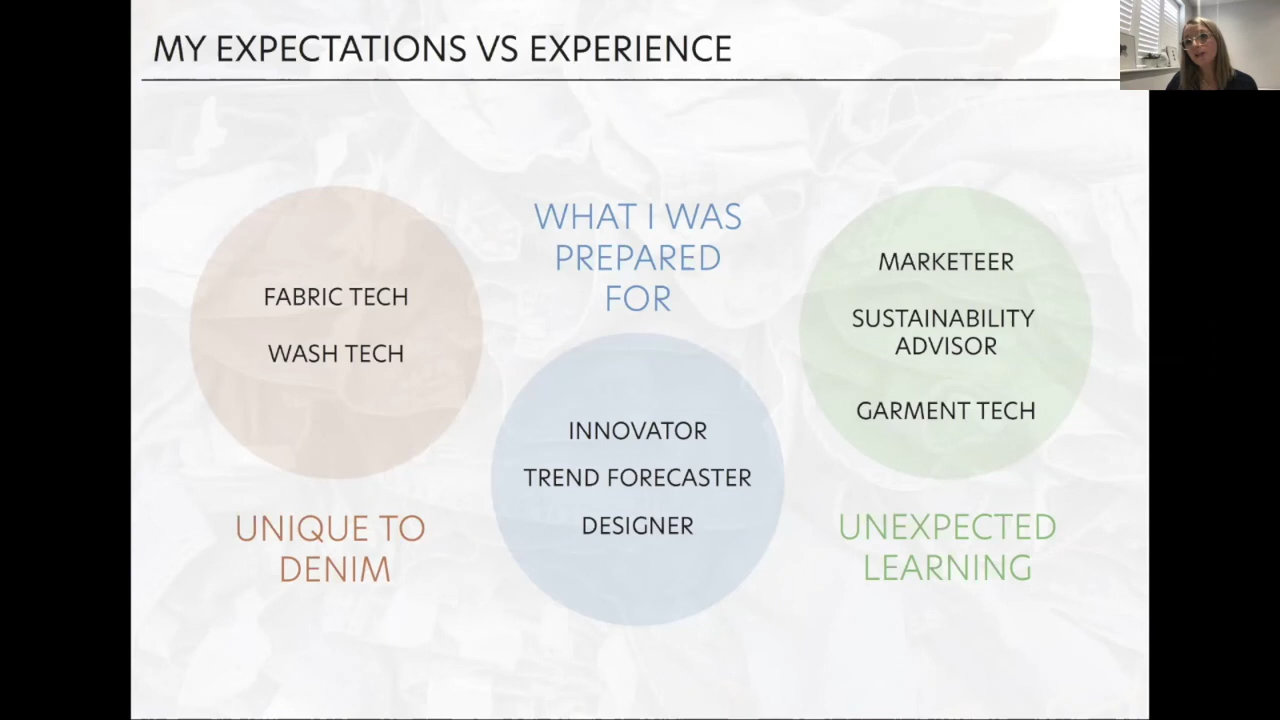 MY EXPECTATIONS VS EXPERIENCE
FABRIC TECH
WASH TECH
UNIQUE TO
DENIM
WHAT I WAS
PREPARED
FOR
INNOVATOR
TREND FORECASTER
DESIGNER
MARKETEER
SUSTAINABILITY
ADVISOR
GARMENT TECH
UNEXPECTED
LEARNING